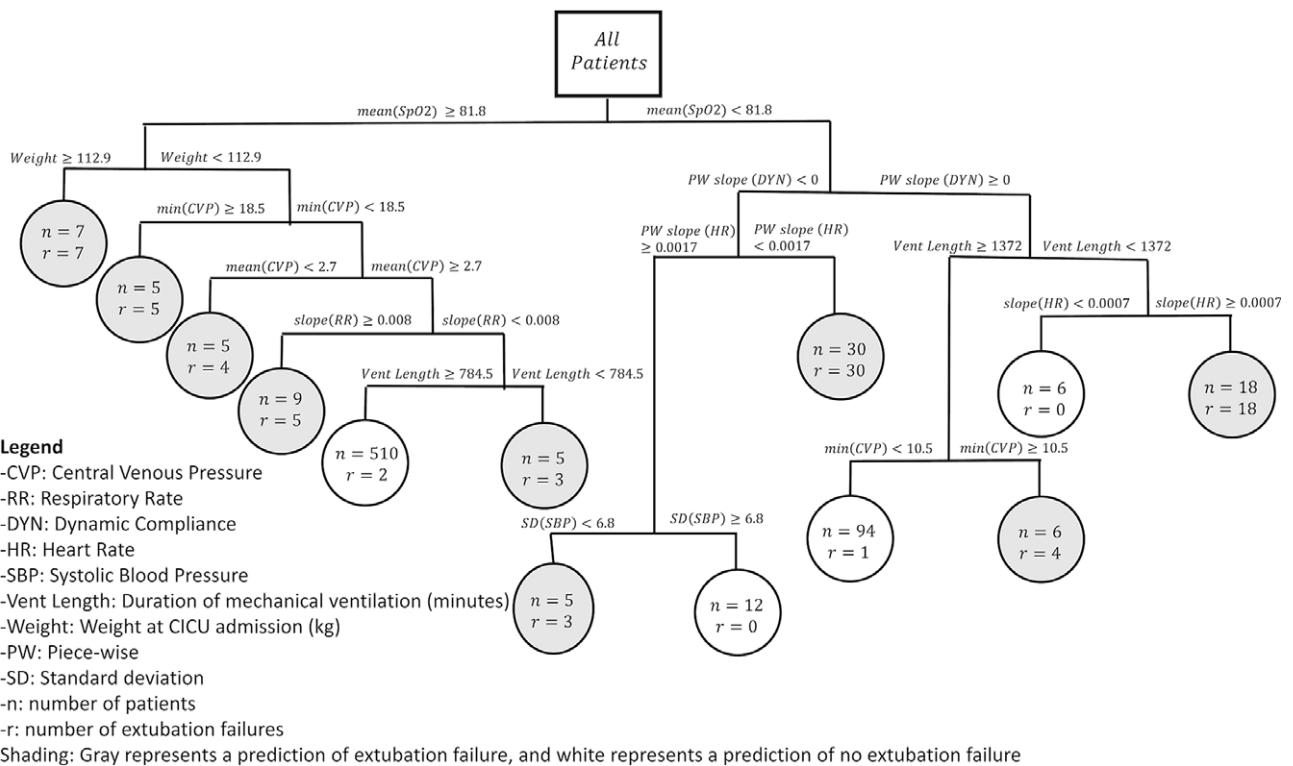 All
Patients
mean(SpO2) ≥ 81.8
mean(SpO2) < 81.8
Weight ≥ 112.9
Weight < 112.9
PW slope (DYN) < 0
PW slope (DYN) ≥ 0
n = 7
r = 7
min(CVP) ≥ 18.5
min(CVP) < 18.5
PW slope (HR)
≥ 0.0017
PW slope (HR)
< 0.0017
Vent Length ≥ 1372
Vent Length < 1372
n = 5
r = 5
mean(CVP) < 2.7
mean(CVP) ≥ 2.7
slope(HR) < 0.0007
slope(HR) ≥ 0.0007
n = 5
r = 4
slope(RR) ≥ 0.008
slope(RR) < 0.008
n = 30
r = 30
n = 6
r = 0
n = 18
r = 18
n = 9
r = 5
Vent Length ≥ 784.5
Vent Length < 784.5
n = 510
r = 2
n = 5
r = 3
min(CVP) < 10.5
min(CVP) ≥ 10.5
n = 94
r = 1
n = 6
r = 4
SD(SBP) < 6.8
SD(SBP) ≥ 6.8
n = 5
r = 3
n = 12
r = 0
Legend
-CVP: Central Venous Pressure
-RR: Respiratory Rate
-DYN: Dynamic Compliance
-HR: Heart Rate
-SBP: Systolic Blood Pressure
-Vent Length: Duration of mechanical ventilation (minutes)
-Weight: Weight at CICU admission (kg)
-PW: Piece-wise
-SD: Standard deviation
-n: number of patients
-r: number of extubation failures
Shading: Gray represents a prediction of extubation failure, and white represents a prediction of no extubation failure